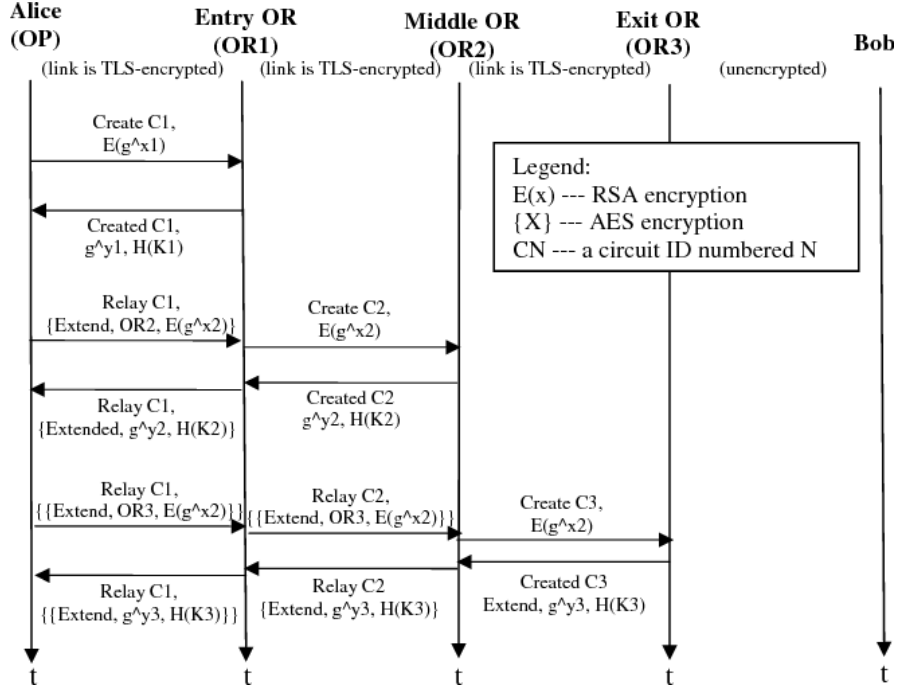 Alice
(OP)
Entry OR
(OR1)
Middle OR
(OR2)
Exit OR
(OR3)
Bob
(link is TLS-encrypted)
(link is TLS-encrypted)
(link is TLS-encrypted)
(unencrypted)
Create C1,
E(g^x1)
Created C1,
g^y1, H(K1)
Legend:
E(x) --- RSA encryption
{X} --- AES encryption
CN --- a circuit ID numbered N
Relay C1,
{Extend, OR2, E(g^x2)}
Create C2,
E(g^x2)
Relay C1,
{Extended, g^y2, H(K2)}
Created C2
g^y2, H(K2)
Relay C1,
{{Extend, OR3, E(g^x2)}}
Relay C2,
{{Extend, OR3, E(g^x2)}}
Create C3,
E(g^x2)
Relay C1,
{{Extend, g^y3, H(K3)}}
Relay C2
{Extend, g^y3, H(K3)}
Created C3
Extend, g^y3, H(K3)
t
t
t
t
t